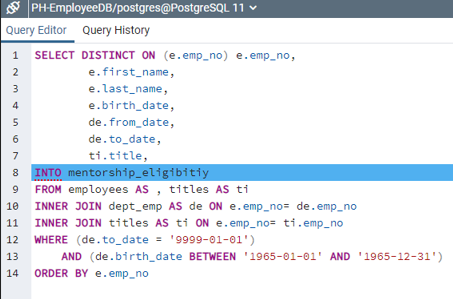 PH-EmployeeDB/postgres@PostgreSQL 11
Query Editor Query History
1 SELECT DISTINCT ON (e.emp_no) e.emp_no,
2 e.first_name,
3 e.last_name,
4 e.birth_date,
5 de.from_date,
6 de.to_date,
7 ti.title,
8 INTO mentorship_eligibitiy
9 FROM employees AS , titles AS ti
10 INNER JOIN dept_emp AS de ON e.emp_no= de.emp_no
11 INNER JOIN titles AS ti ON e.emp_no= ti.emp_no
12 WHERE (de.to_date = '9999-01-01')
13 AND (de.birth_date BETWEEN '1965-01-01' AND '1965-12-31')
14 ORDER BY e.emp_no